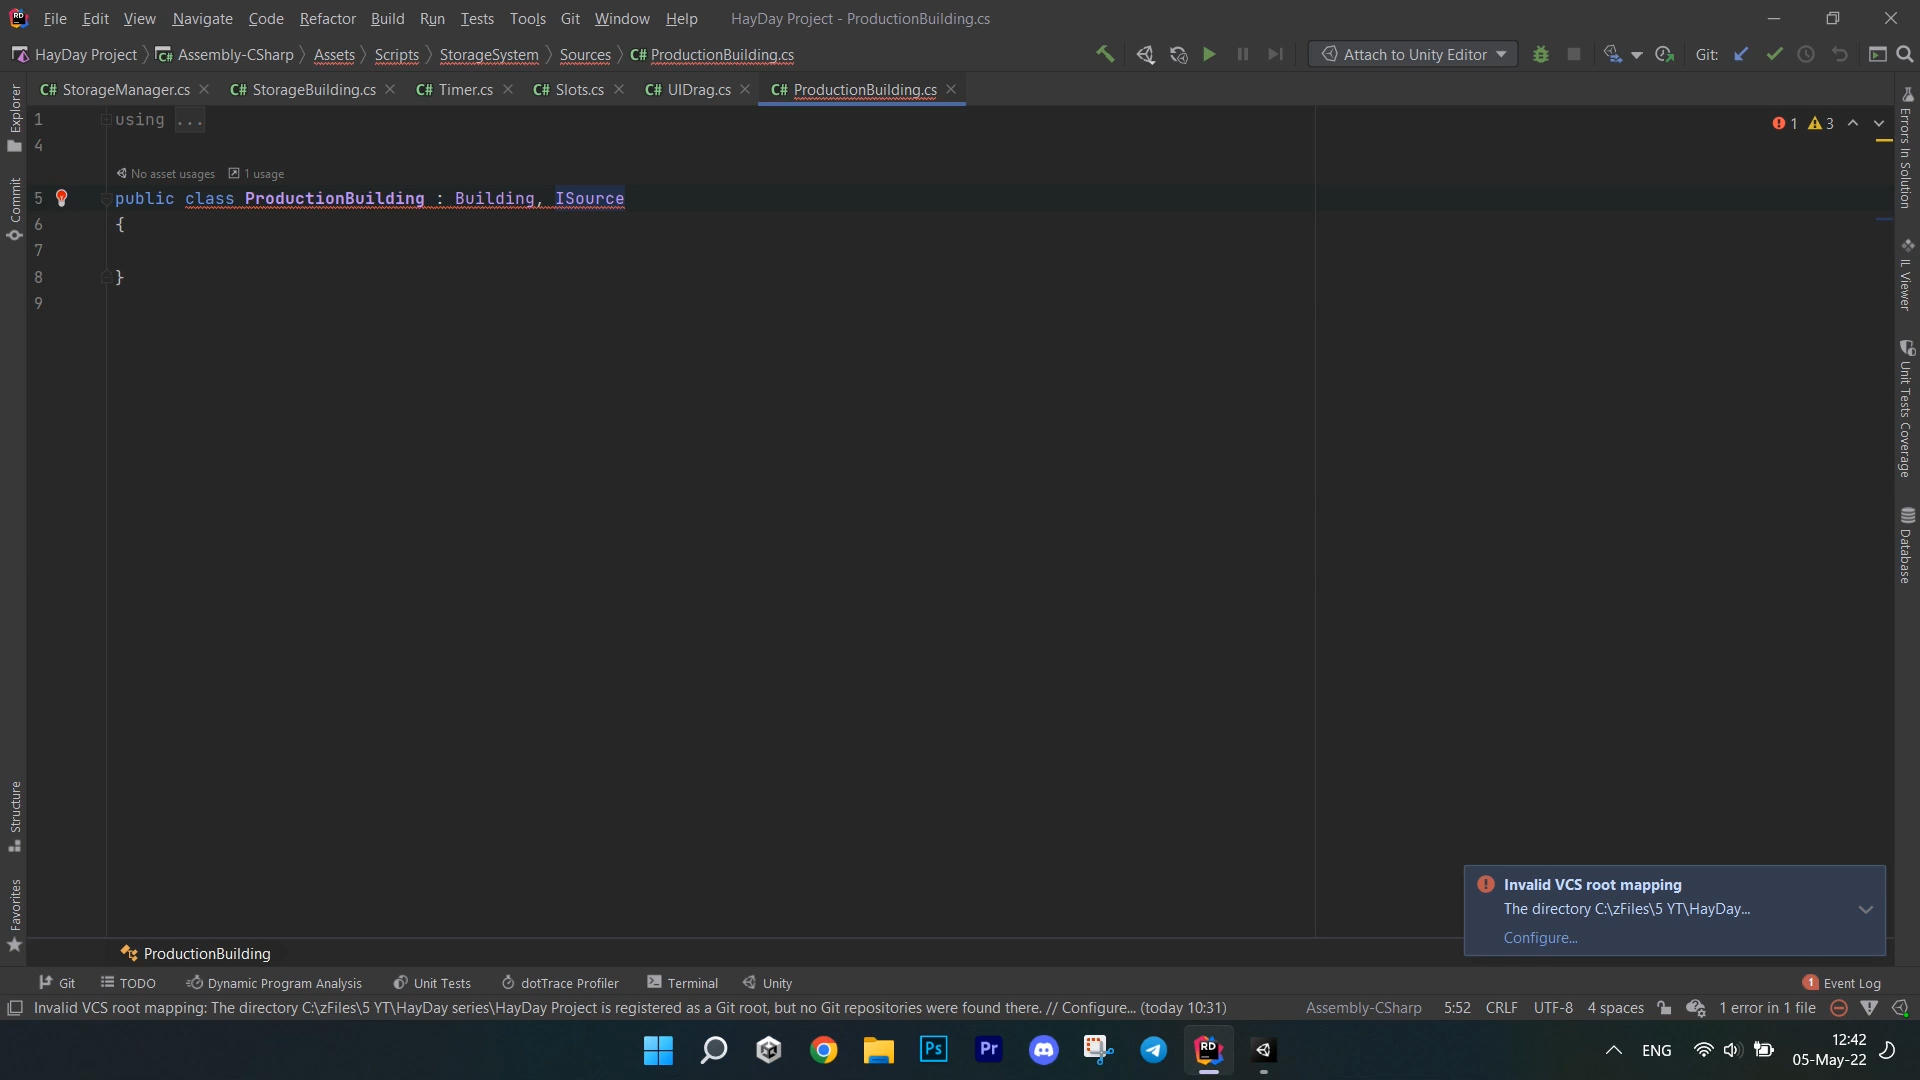 File Edit View Navigate Code Refactor Build Run Tests Tools Git Window Help HayDay Project - ProductionBuilding.cs
HayDay Project Assembly-CSharp Assets Scripts StorageSystem Sources C# ProductionBuilding.cs Attach to Unity Editor Git:
C# StorageManager.cs C# StorageBuilding.cs C# Timer.cs C# Slots.cs C# UIDrag.cs C# ProductionBuilding.cs
1 using ...
1 3
4
No asset usages 1 usage
5 public class ProductionBuilding : Building, ISource
6 {
7
8 }
9
Explorer
Commit
Structure
Favorites
Errors In Solution
IL Viewer
Unit Tests Coverage
Database
Invalid VCS root mapping
The directory C:\zFiles\5 YT\HayDay...
Configure...
ProductionBuilding
Git TODO Dynamic Program Analysis Unit Tests dotTrace Profiler Terminal Unity 1 Event Log
Invalid VCS root mapping: The directory C:\zFiles\5 YT\HayDay series\HayDay Project is registered as a Git root, but no Git repositories were found there. // Configure... (today 10:31) Assembly-CSharp 5:52 CRLF UTF-8 4 spaces 1 error in 1 file
Ps Pr RD ENG 12:42
05-May-22